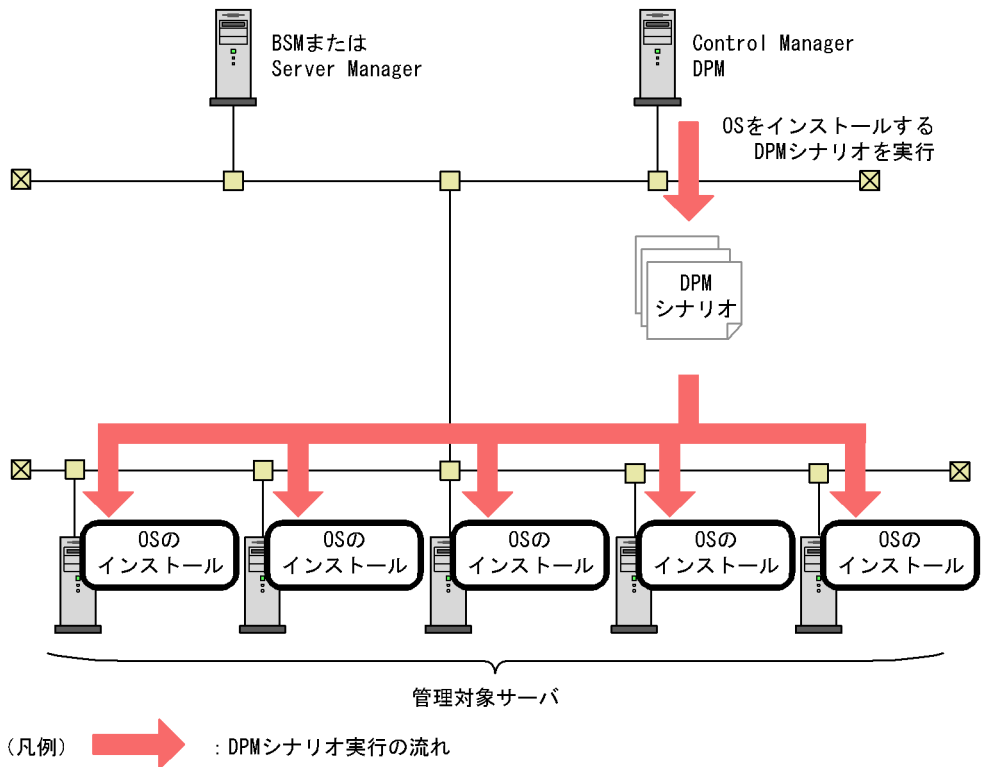 BSMまたは
Server Manager
Control Manager
DPM
OSをインストールする
DPMシナリオを実行
DPM
シナリオ
OSの
インストール
OSの
インストール
OSの
インストール
OSの
インストール
OSの
インストール
管理対象サーバ
(凡例)
：DPMシナリオ実行の流れ